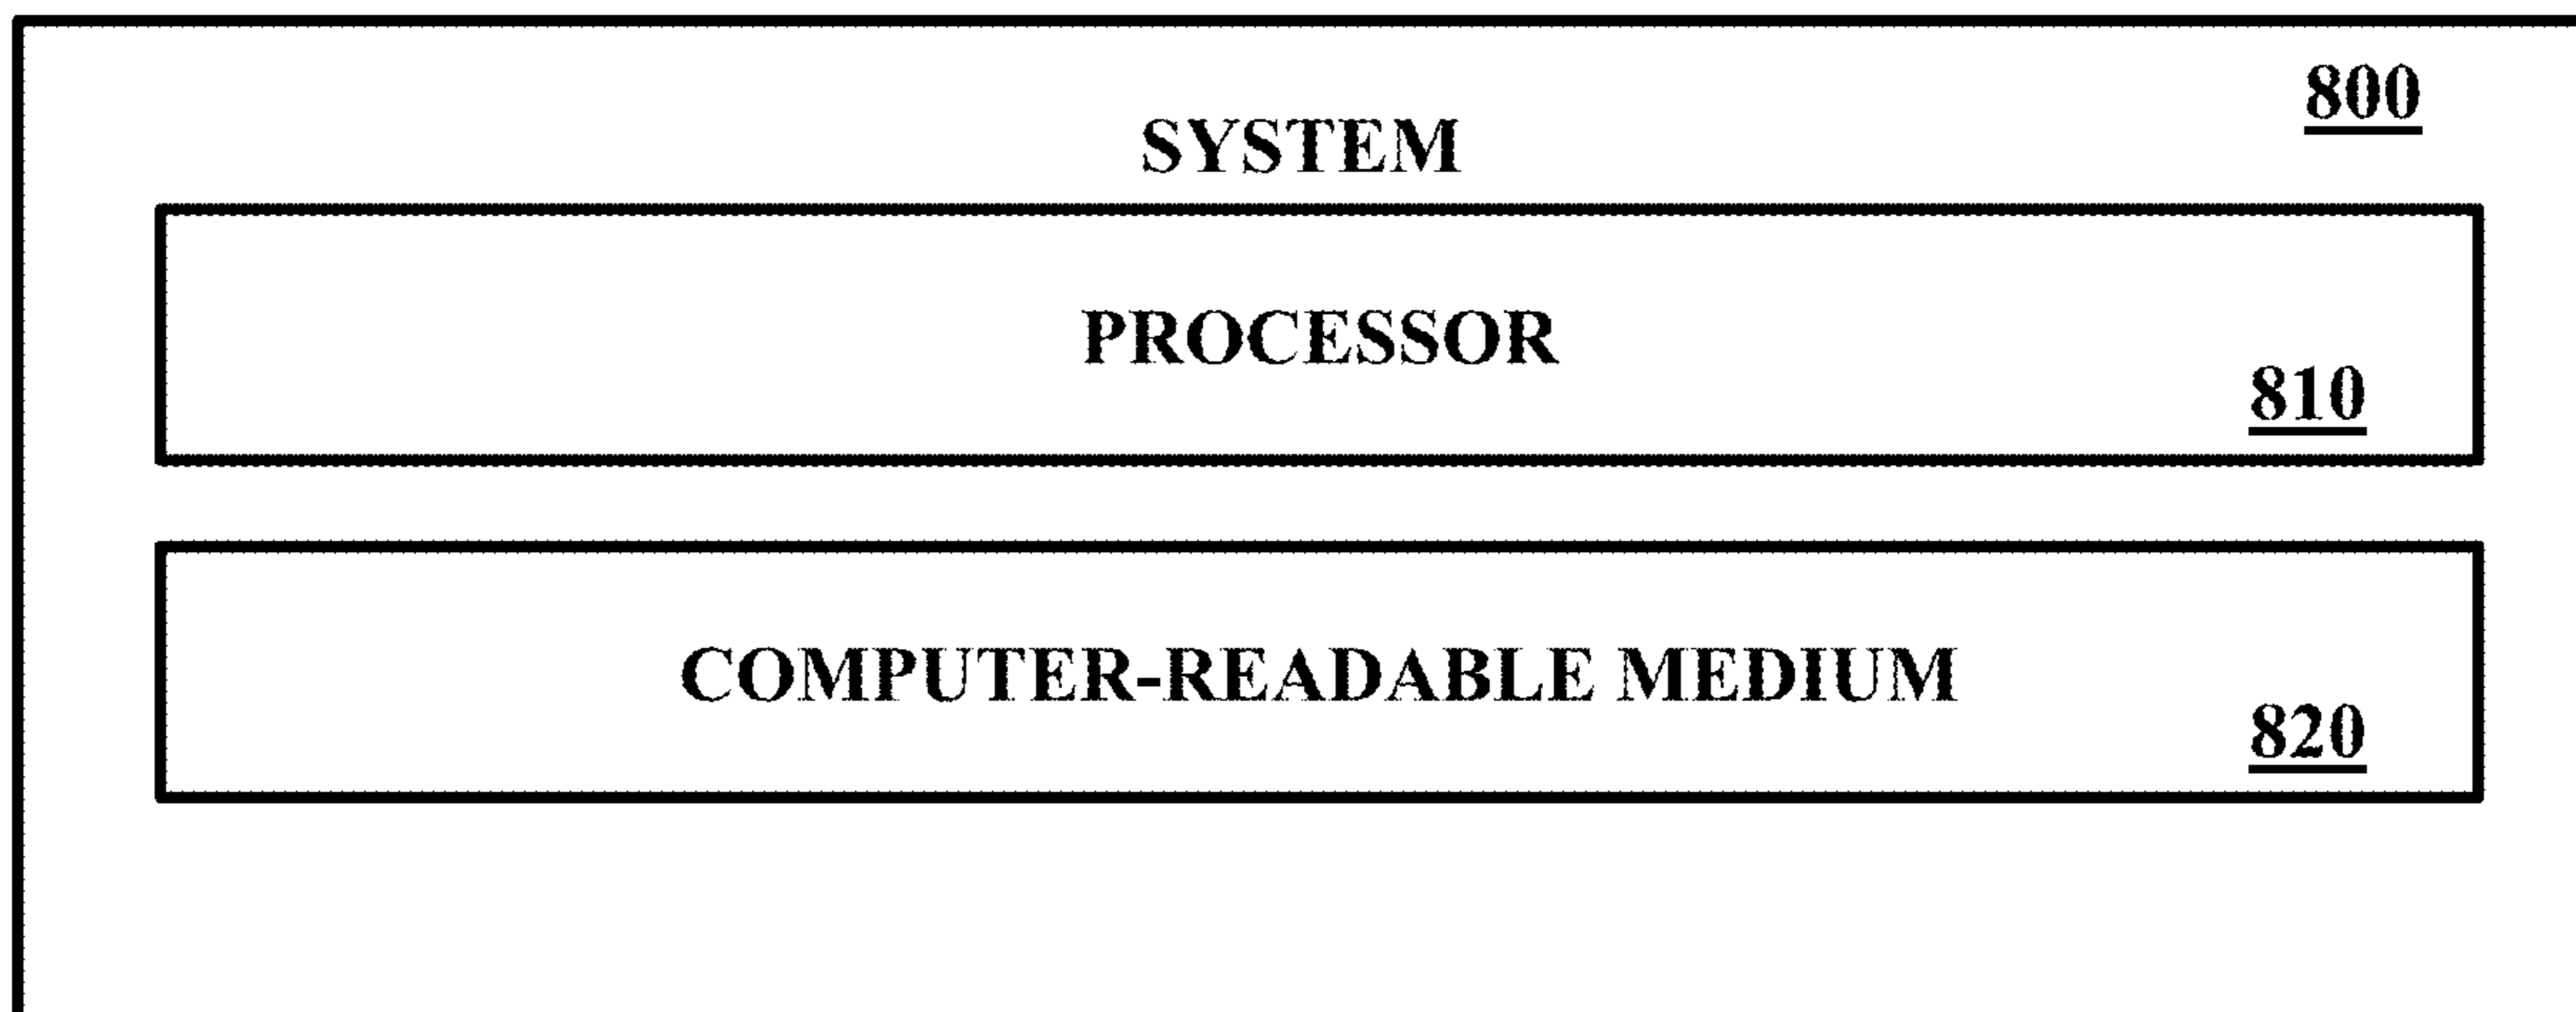 800
SYSTEM
PROCESSOR
810
COMPUTER-READABLE MEDIUM
820